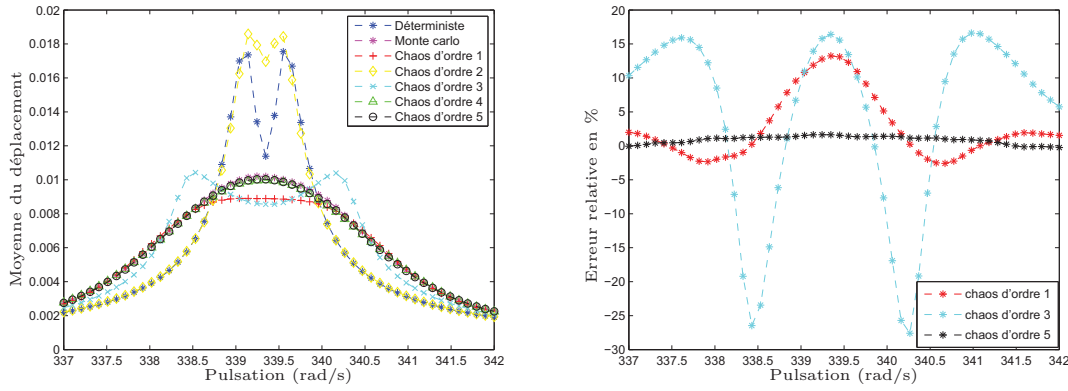 0.02
0.018
0.016
0.014
0.012
0.01
0.008
0.006
0.004
0.002
0
Moyenne du déplacement
337 337.5 338 338.5 339 339.5 340 340.5 341 341.5 342
Pulsation (rad/s)
Déterministe
Monte carlo
Chaos d'ordre 1
Chaos d'ordre 2
Chaos d'ordre 3
Chaos d'ordre 4
Chaos d'ordre 5
20
15
10
5
0
−5
−10
−15
−20
−25
−30
Erreur relative en %
337 337.5 338 338.5 339 339.5 340 340.5 341 341.5 342
Pulsation (rad/s)
chaos d'ordre 1
chaos d'ordre 3
chaos d'ordre 5